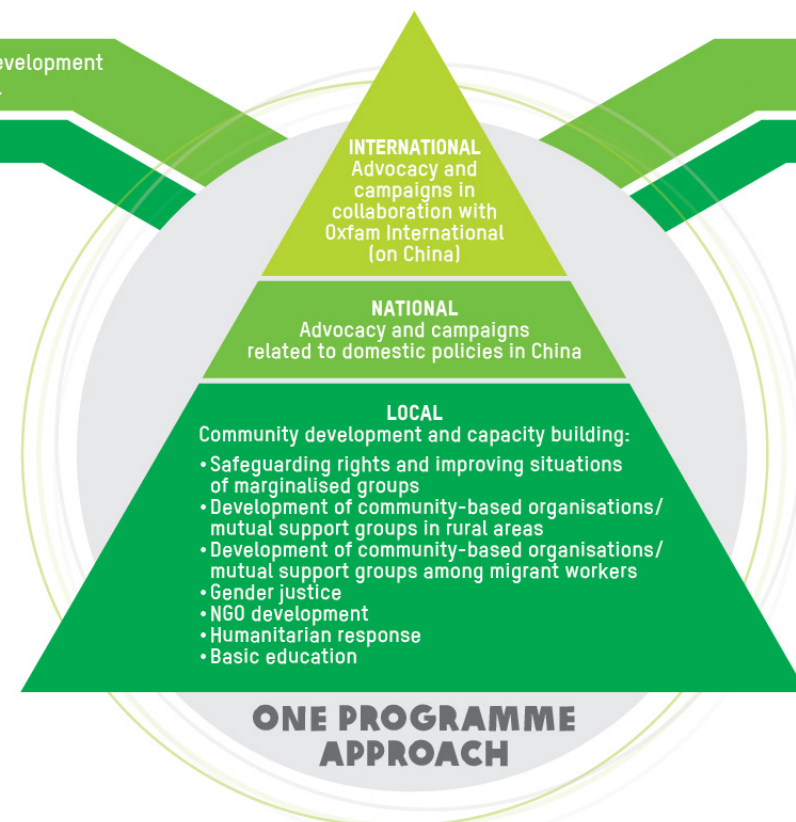 INTERNATIONAL
Advocacy and
campaigns in
collaboration with
Oxfam International
(on China)
NATIONAL
Advocacy and campaigns
related to domestic policies in China
LOCAL
Community development and capacity building:
• Safeguarding rights and improving situations
of marginalised groups
• Development of community-based organisations/
mutual support groups in rural areas
• Development of community-based organisations/
mutual support groups among migrant workers
• Gender justice
• NGO development
• Humanitarian response
• Basic education
ONE PROGRAMME
APPROACH